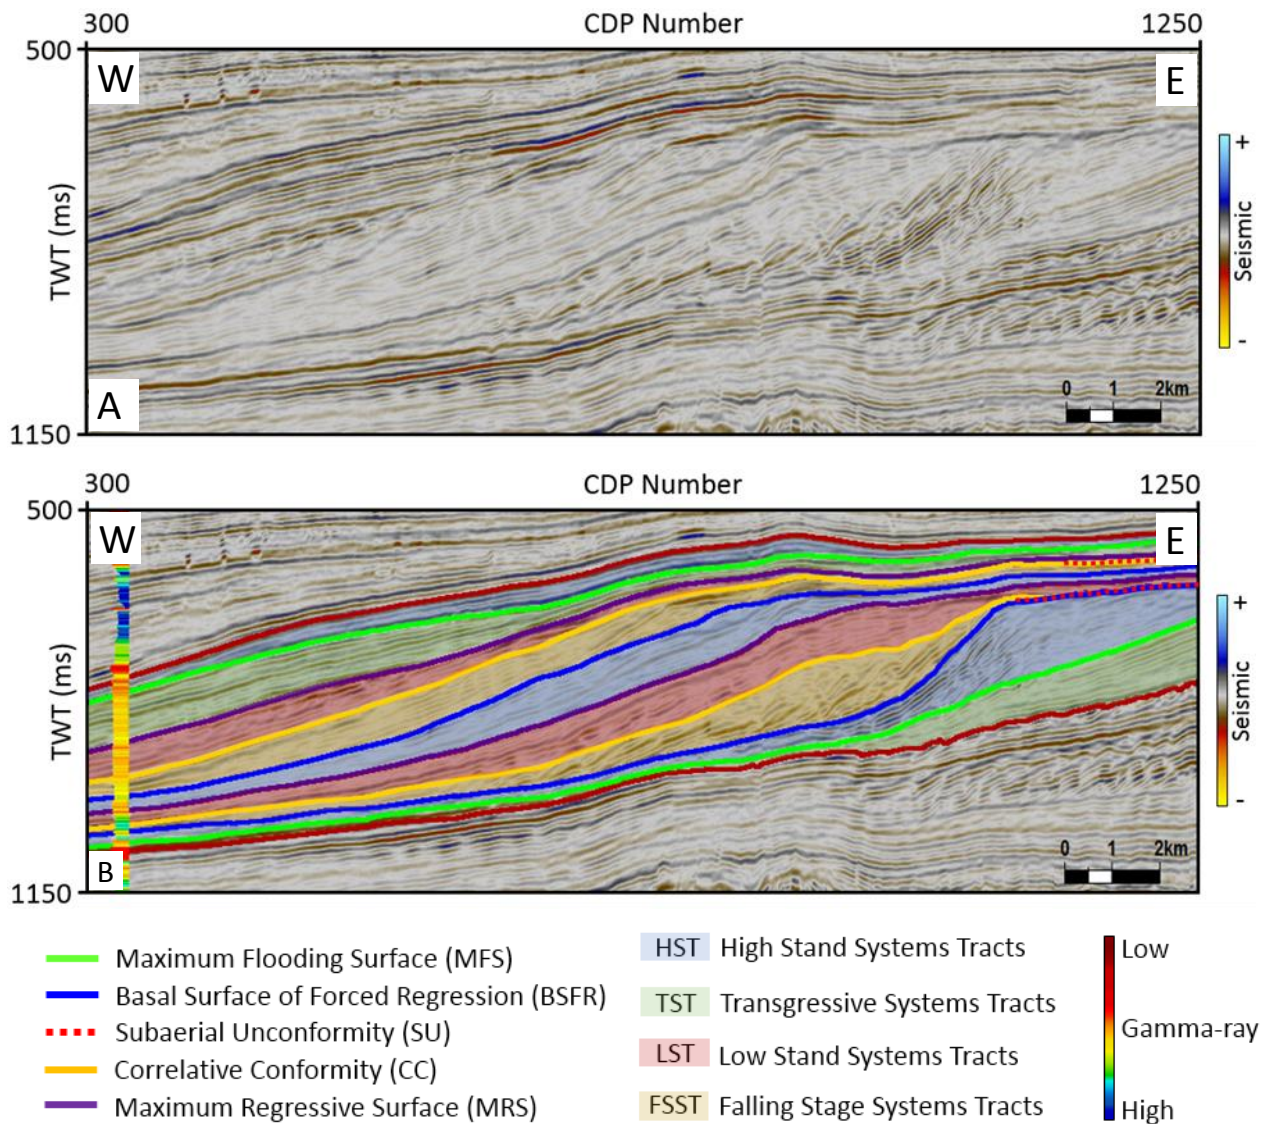 300 CDP Number 1250
500
W E
+
TWT (ms)
Seismic
-
0 1 2km
A
1150
300 CDP Number 1250
500
W E
+
TWT (ms)
Seismic
-
0 1 2km
B
1150
Maximum Flooding Surface (MFS)
Basal Surface of Forced Regression (BSFR)
Subaerial Unconformity (SU)
Correlative Conformity (CC)
Maximum Regressive Surface (MRS)
HST High Stand Systems Tracts
TST Transgressive Systems Tracts
LST Low Stand Systems Tracts
FSST Falling Stage Systems Tracts
Low
Gamma-ray
High